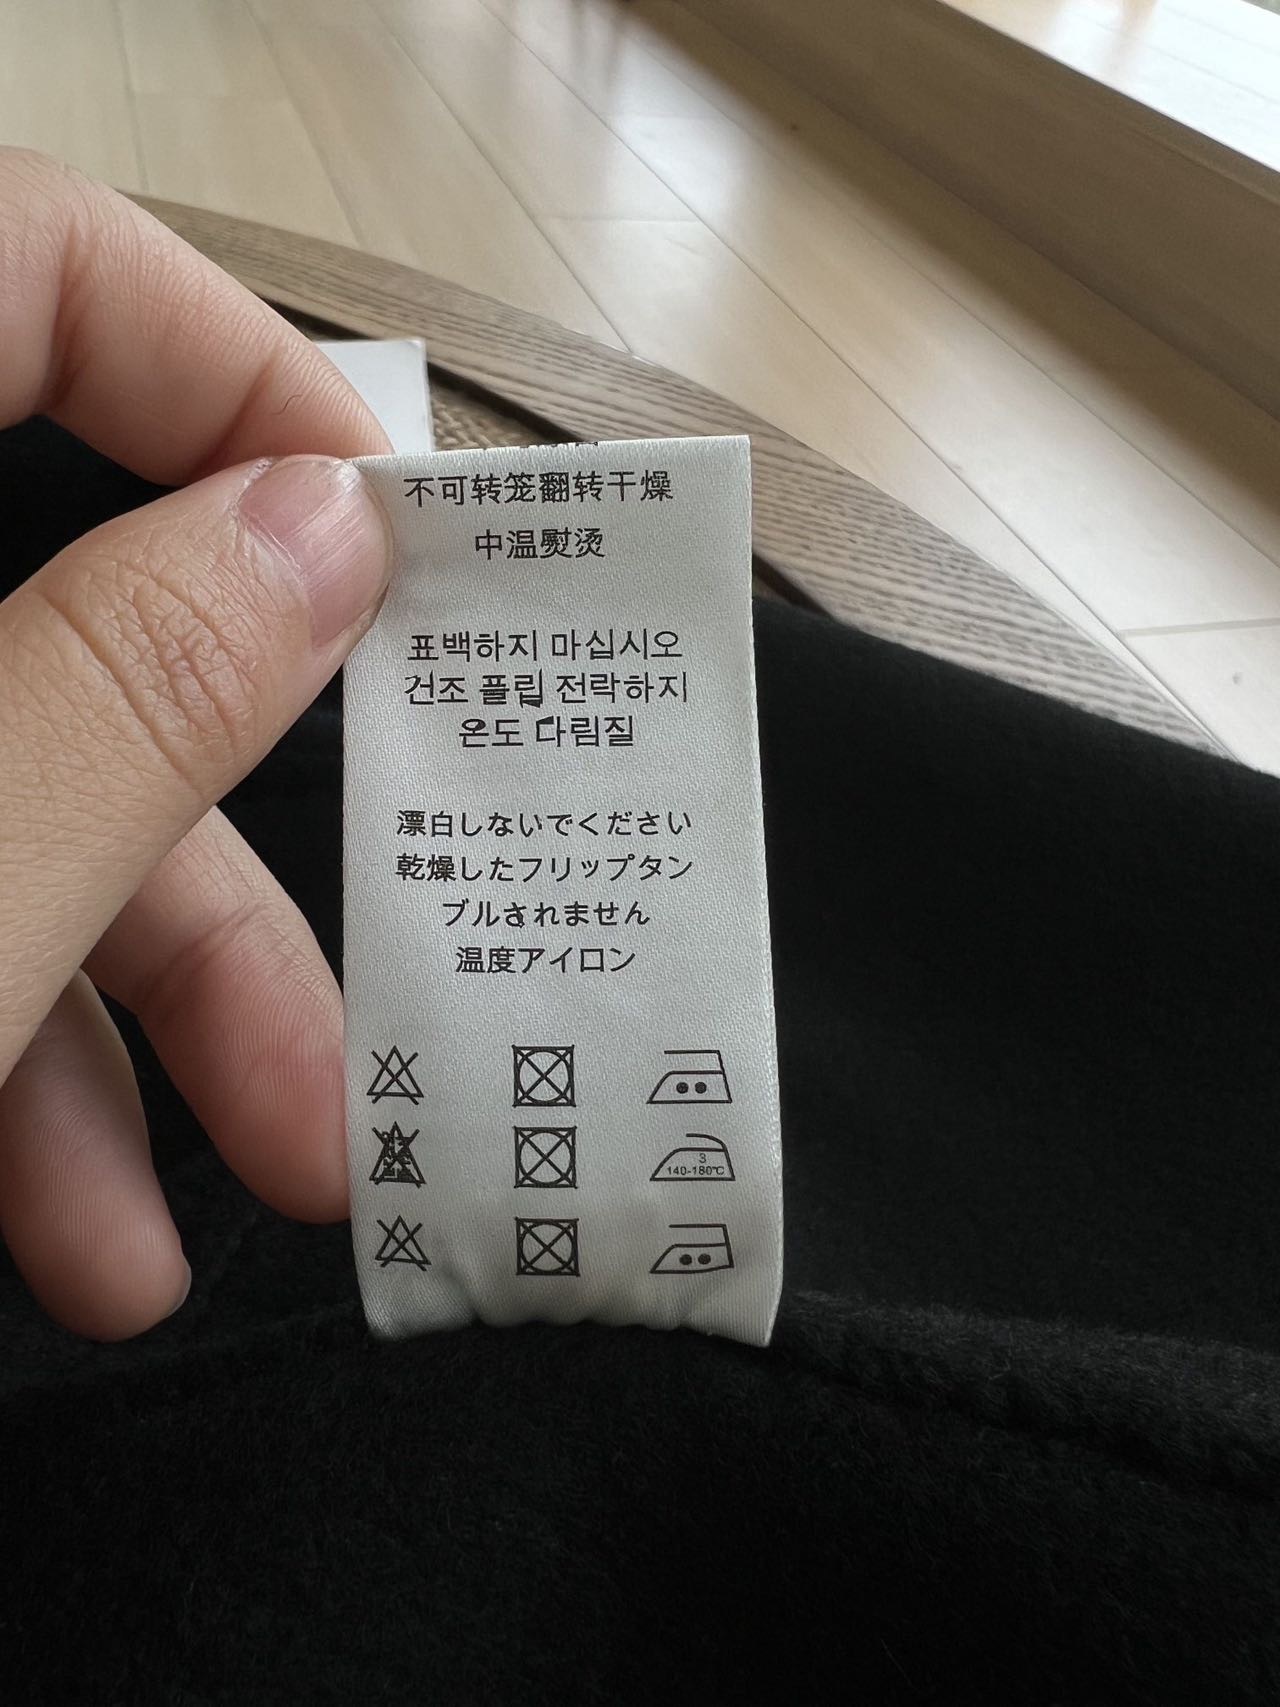 不可转笼翻转干燥
中温熨烫
표백하지 마십시오
건조 플립 전락하지
온도 다림질
漂白しないでください
乾燥したフリップタン
ブルされません
温度アイロン
3
140-180℃